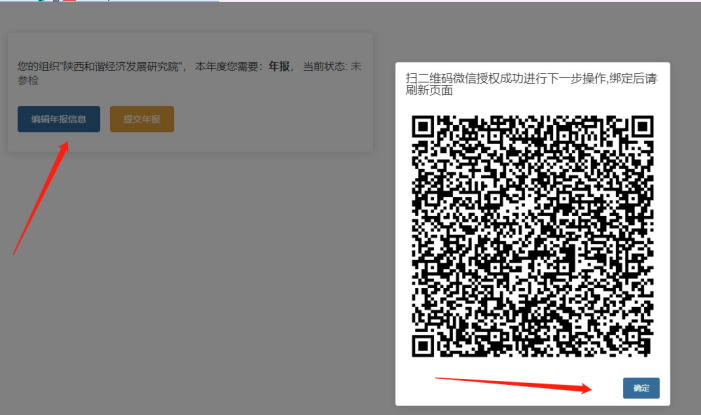 您的组织"陕西和谐经济发展研究院"， 本年度您需要：年报， 当前状态: 未
参检
编辑年报信息
提交年报
扫二维码微信授权成功进行下一步操作,绑定后请
刷新页面
确定